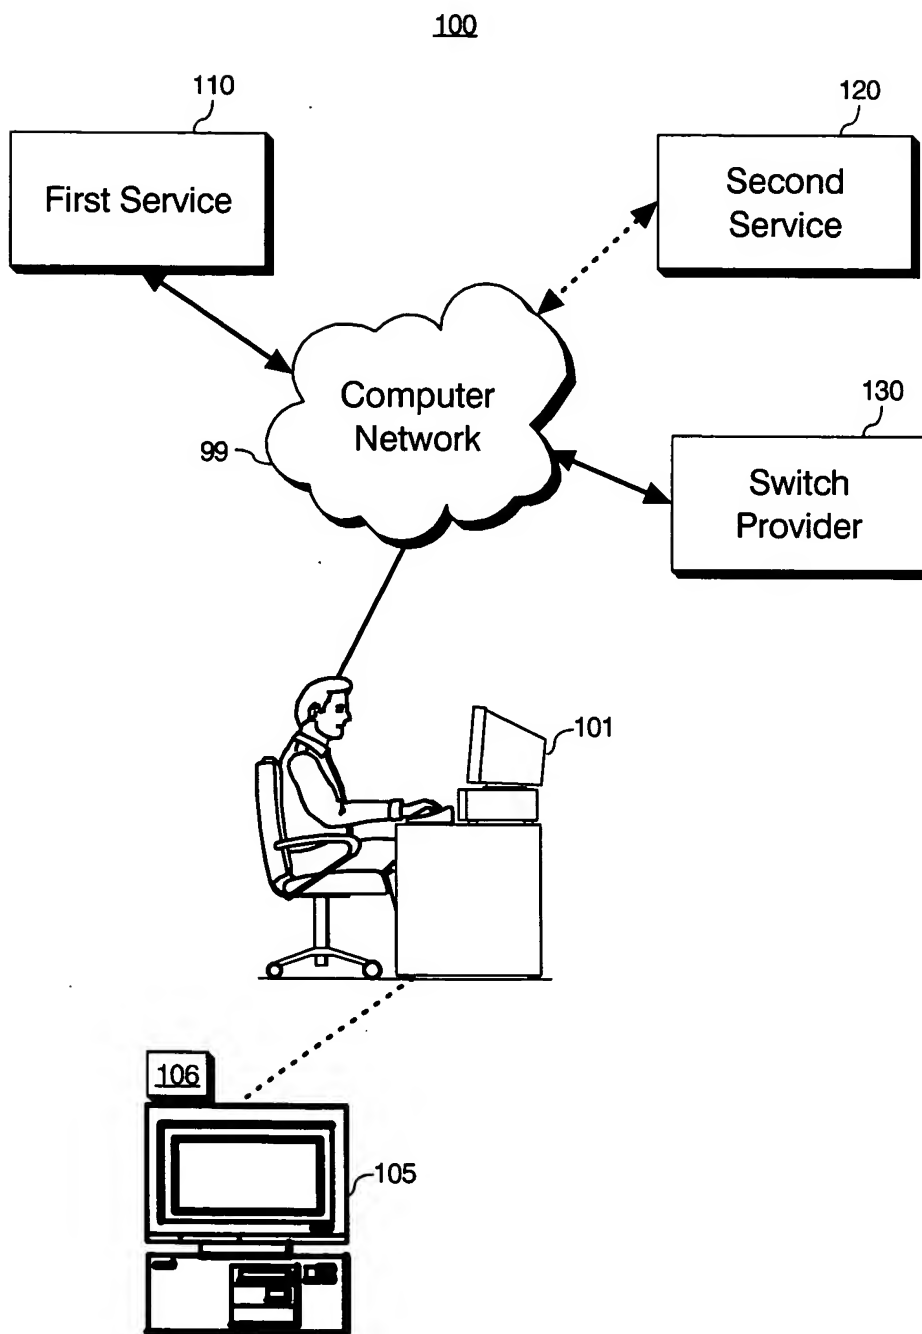 100
110
First Service
120
Second
Service
Computer
Network
99
130
Switch
Provider
101
106
105